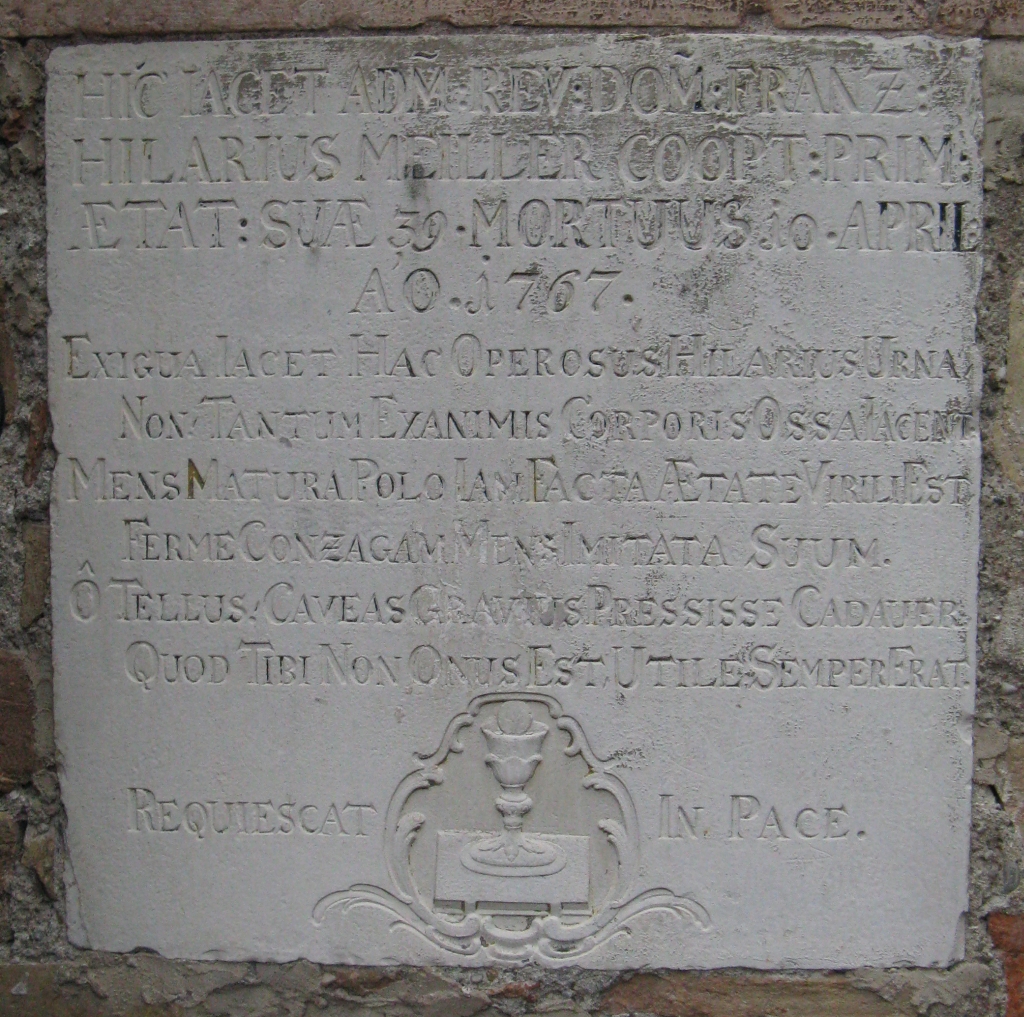 HIC IACET ADM̃: REV: DOM̃: FRANZ:
HILARIUS MEILLER COOPT: PRIM:
ÆTAT: SUÆ 39. MORTUUS 10. APRIL
AO. 1767.
EXIGUA IACET HAC OPEROSUS HILARIUS URNA,
NON TANTUM EXANIMIS CORPORIS OSSA IACENT
MENS MATURA POLO IAM FACTA ÆTATE VIRILI EST
FERME CONZAGAM MENS IMITATA SUUM.
Ô TELLUS! CAVEAS GRAVIUS PRESSISSE CADAUER
QUOD TIBI NON ONUS EST, UTILE SEMPER ERAT.
REQUIESCAT IN PACE.